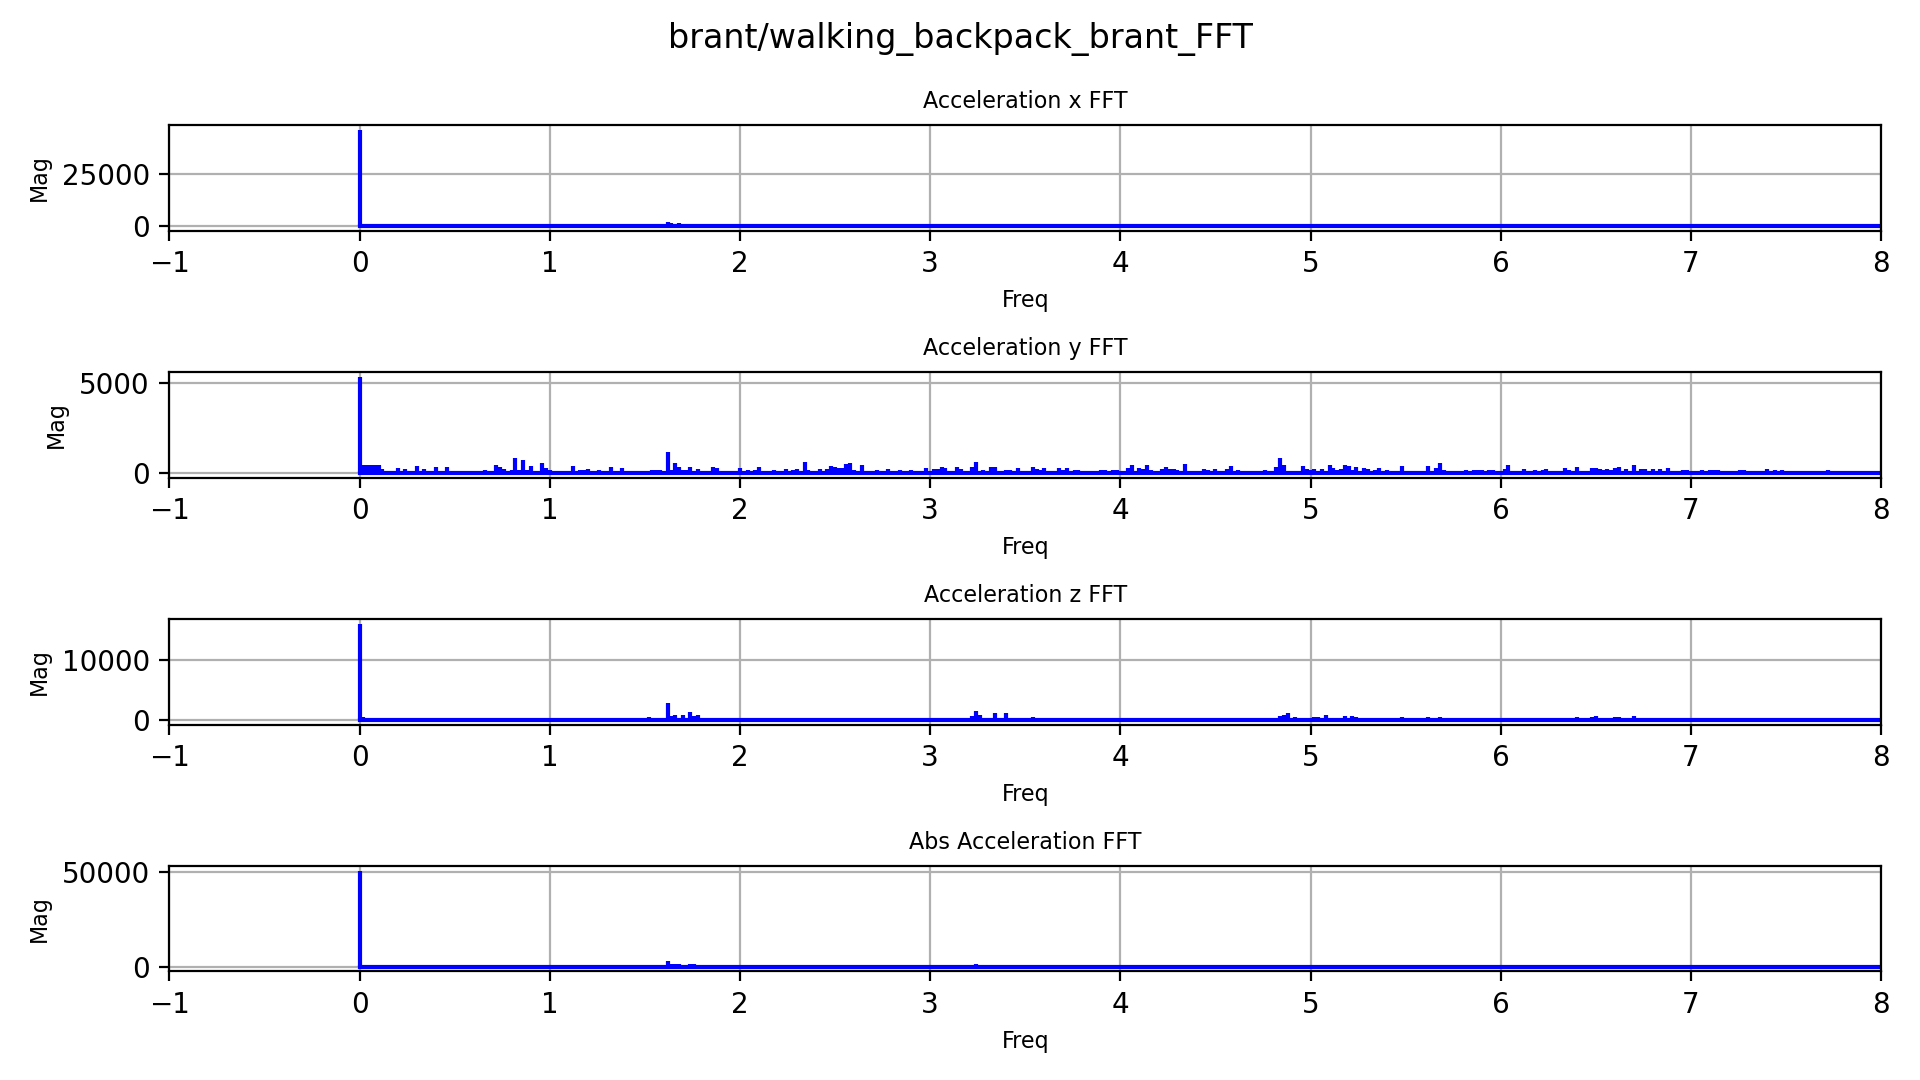 brant/walking_backpack_brant_FFT
Acceleration x FFT
Mag
25000
0
−1 0 1 2 3 4 5 6 7 8
Freq
Acceleration y FFT
Mag
5000
0
−1 0 1 2 3 4 5 6 7 8
Freq
Acceleration z FFT
Mag
10000
0
−1 0 1 2 3 4 5 6 7 8
Freq
Abs Acceleration FFT
Mag
50000
0
−1 0 1 2 3 4 5 6 7 8
Freq